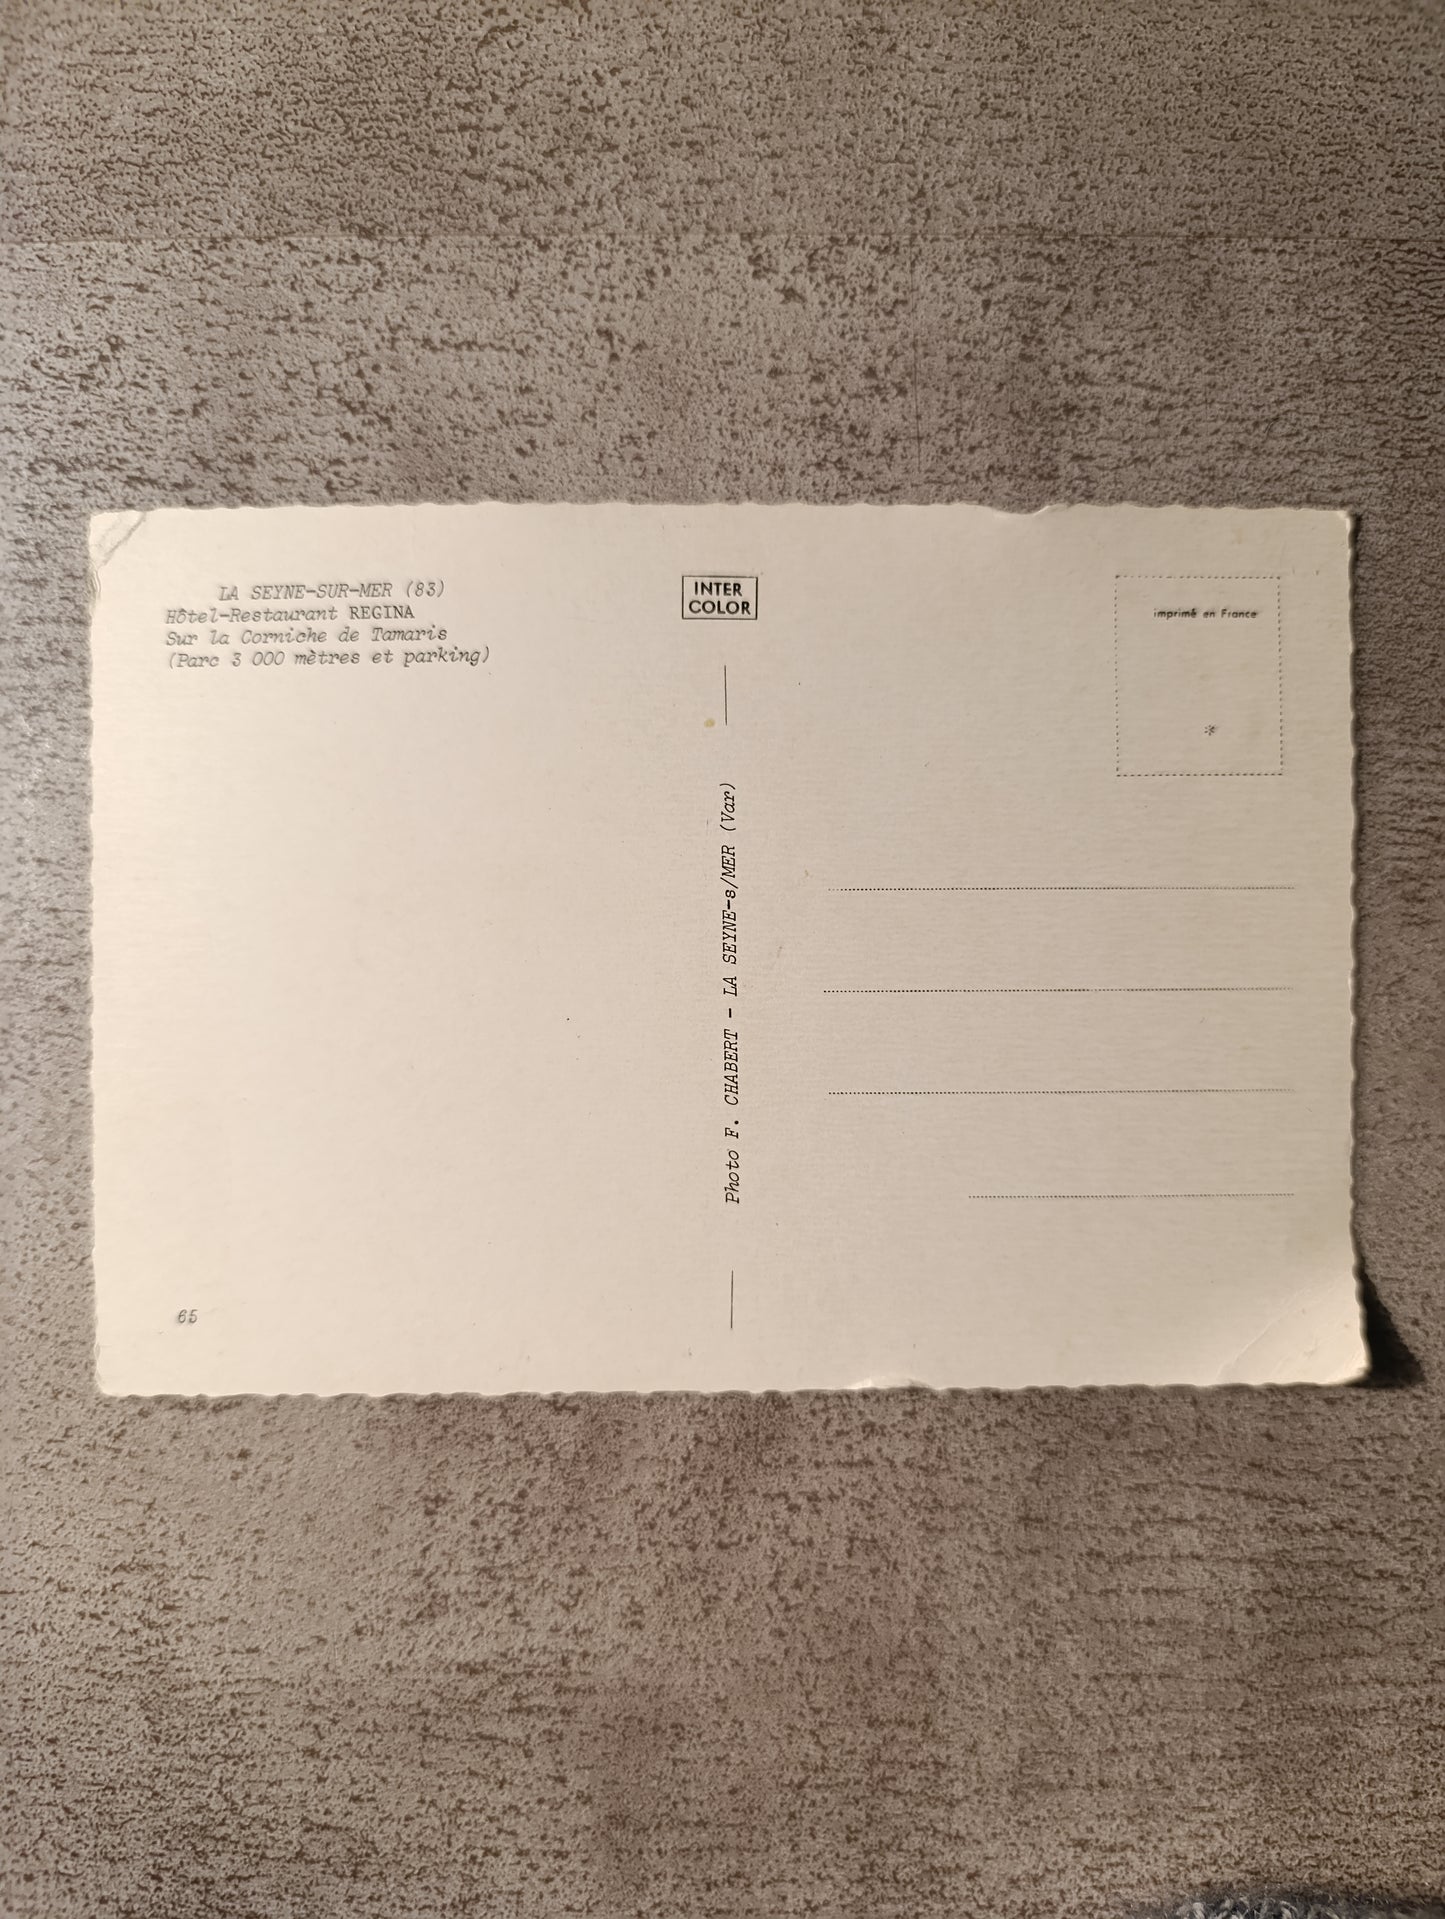 LA SEYNE-SUR-MER (83)
Hôtel-Restaurant REGINA
Sur la Corniche de Tamaris
(Parc 3 000 mètres et parking)
65
INTER
COLOR
Photo F. CHABERT - LA SEYNE-s/MER (Var)
imprimé en France
*